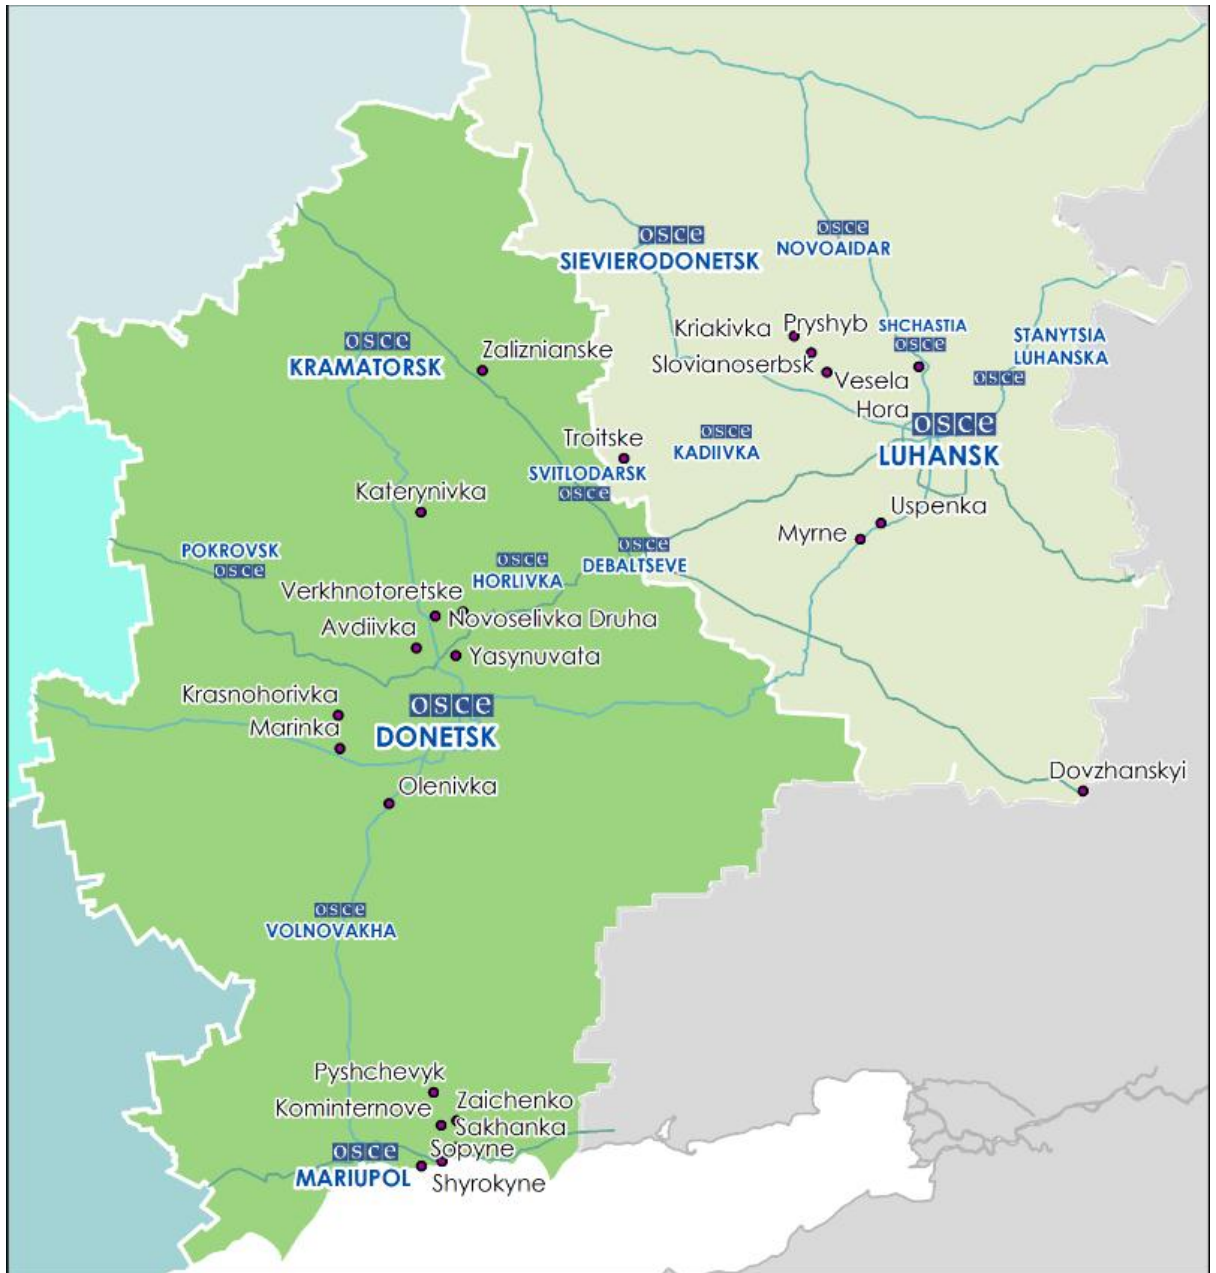 osce
SIEVIERODONETSK
osce
NOVOAIDAR
osce
KRAMATORSK
Zaliznianske
Kriakivka
Pryshyb
SHCHASTIA
osce
STANYTSIA
LUHANSKA
osce
Slovianoserbsk
Vesela
Hora
osce
LUHANSK
Troitske
osce
KADIIVKA
SVITLODARSK
osce
Katerynivka
Uspenka
Myrne
POKROVSK
osce
osce
HORLIVKA
osce
DEBALTSEVE
Verkhnotoretske
Novoselivka Druha
Avdiivka
Yasynuvata
Krasnohorivka
osce
DONETSK
Marinka
Olenivka
Dovzhanskyi
osce
VOLNOVAKHA
Pyshchevyk
Zaichenko
Kominternove
Sakhanka
osce
MARIUPOL
Sopyne
Shyrokyne